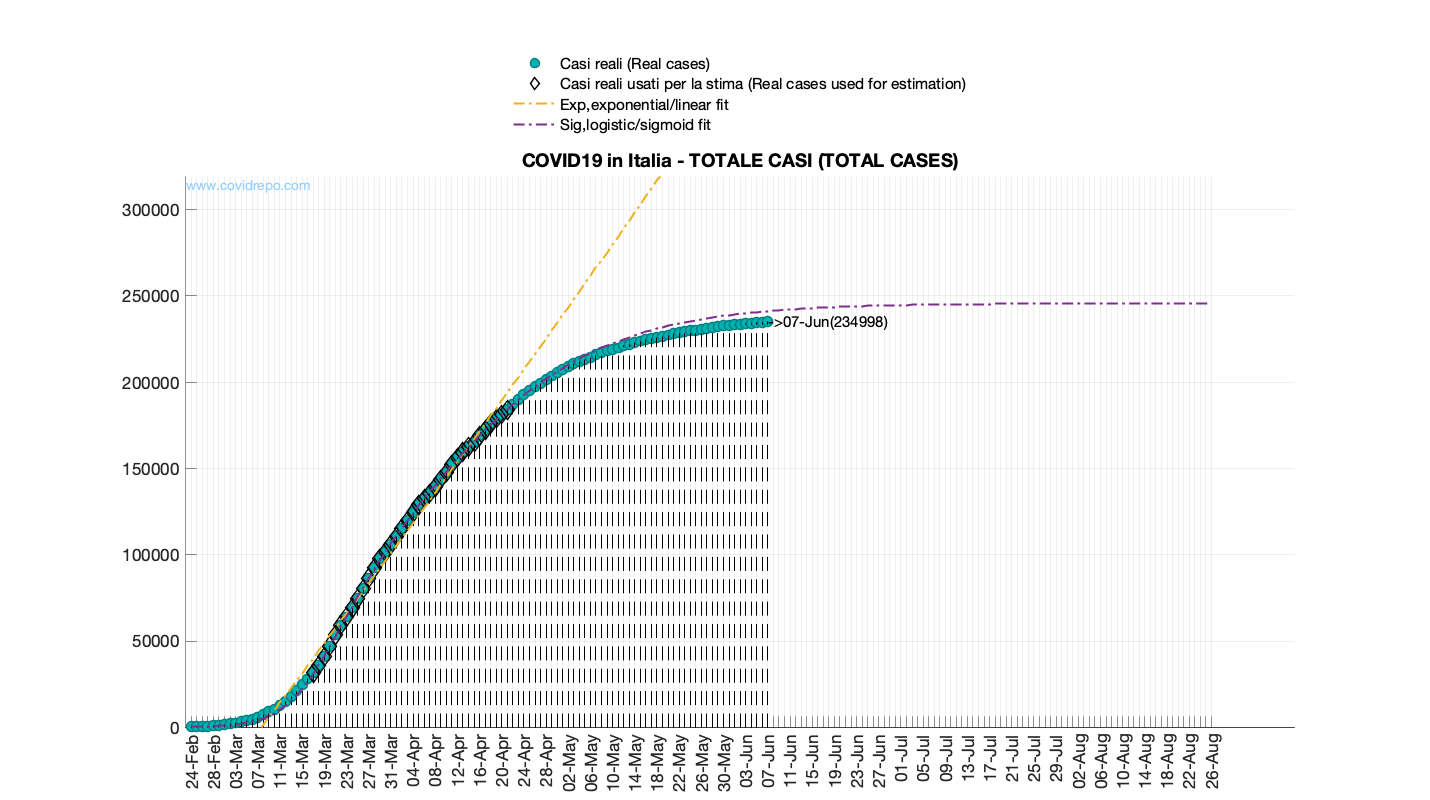 Casi reali (Real cases)
Casi reali usati per la stima (Real cases used for estimation)
Exp,exponential/linear fit
Sig,logistic/sigmoid fit
COVID19 in Italia - TOTALE CASI (TOTAL CASES)
www.covidrepo.com
300000
250000
200000
150000
100000
50000
0
>07-Jun(234998)
24-Feb
28-Feb
03-Mar
07-Mar
11-Mar
15-Mar
19-Mar
23-Mar
27-Mar
31-Mar
04-Apr
08-Apr
12-Apr
16-Apr
20-Apr
24-Apr
28-Apr
02-May
06-May
10-May
14-May
18-May
22-May
26-May
30-May
03-Jun
07-Jun
11-Jun
15-Jun
19-Jun
23-Jun
27-Jun
01-Jul
05-Jul
09-Jul
13-Jul
17-Jul
21-Jul
25-Jul
29-Jul
02-Aug
06-Aug
10-Aug
14-Aug
18-Aug
22-Aug
26-Aug